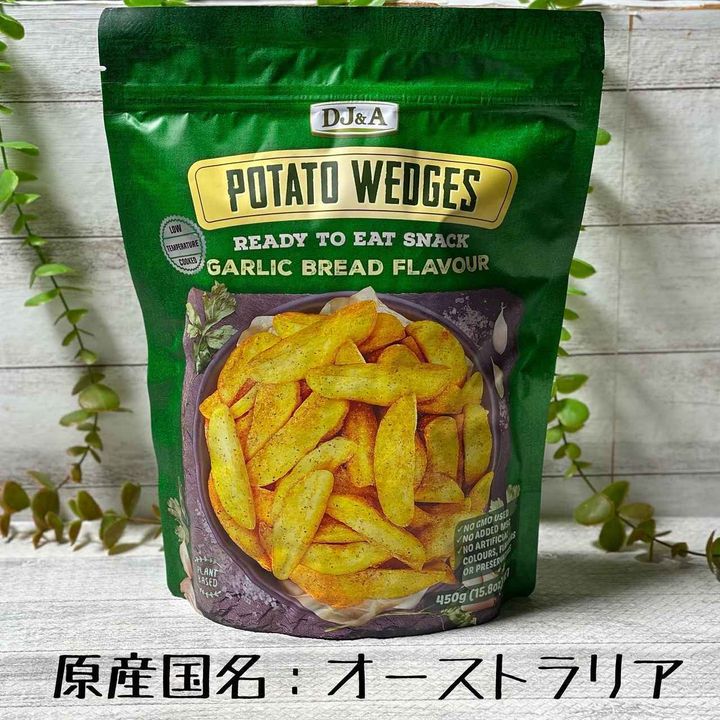 DJ&A
POTATO WEDGES
READY TO EAT SNACK
GARLIC BREAD FLAVOUR
LOW
TEMPERATURE
COOKED
✓NO GMO USED
✓NO ADDED MSG
✓NO ARTIFICIAL
COLOURS,
OR
PLANT
BASED
450g (15.8oz)
原産国名：オーストラリア